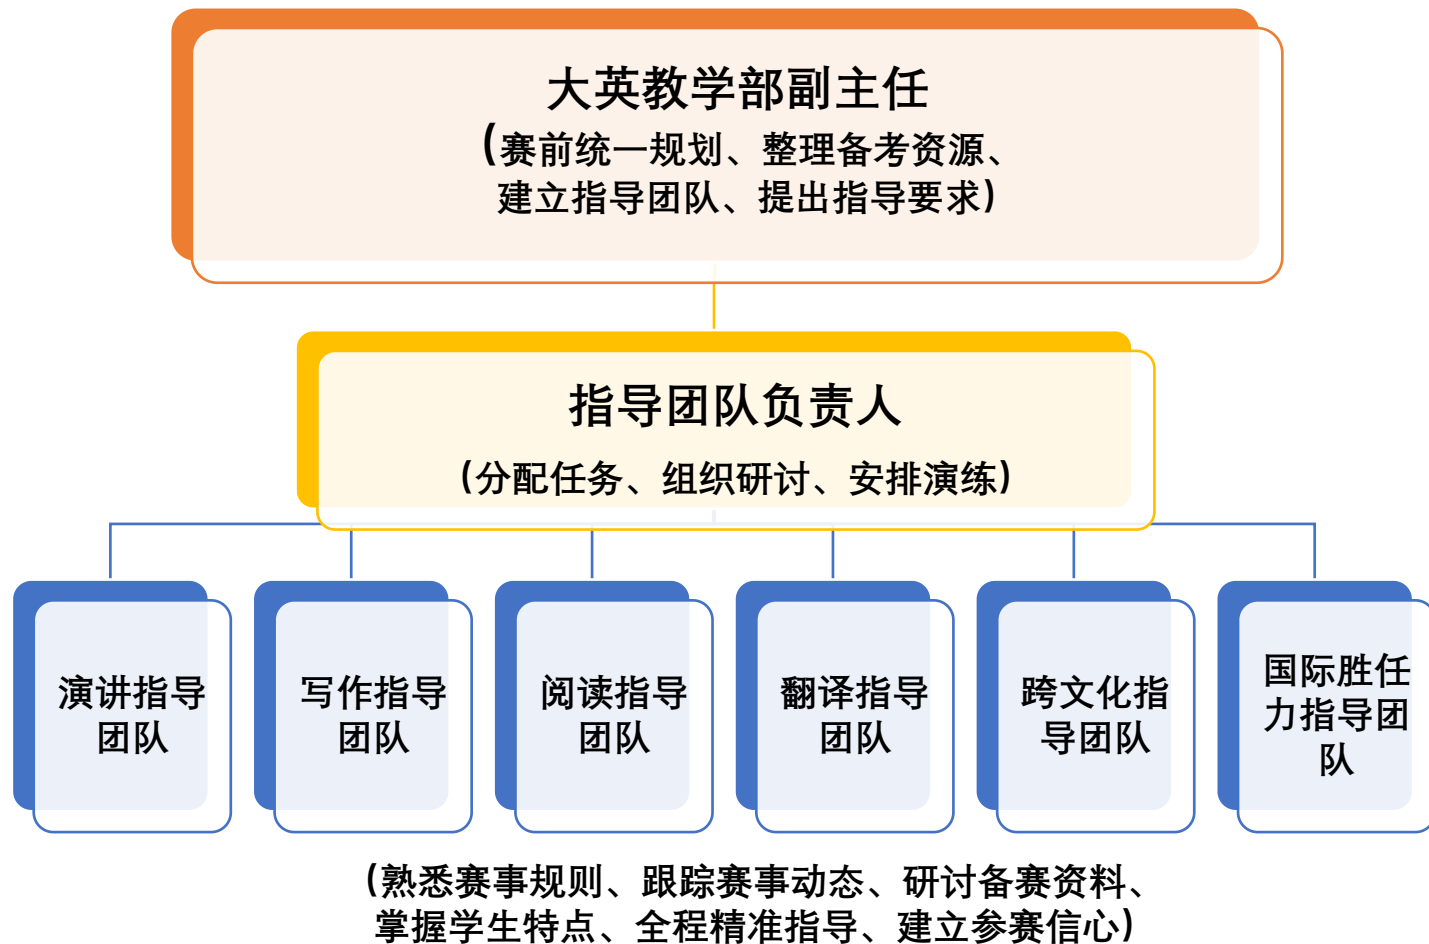 大英教学部副主任
(赛前统一规划、整理备考资源、
建立指导团队、提出指导要求)
指导团队负责人
(分配任务、组织研讨、安排演练)
演讲指导
团队
写作指导
团队
阅读指导
团队
翻译指导
团队
跨文化指
导团队
国际胜任
力指导团
队
(熟悉赛事规则、跟踪赛事动态、研讨备赛资料、
掌握学生特点、全程精准指导、建立参赛信心)